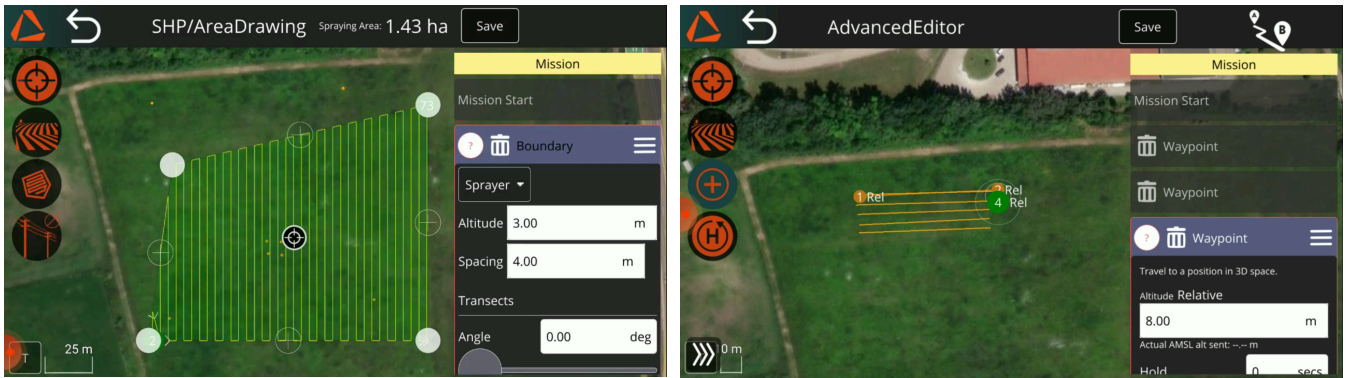 SHP/AreaDrawing Spraying Area: 1.43 ha Save
Mission
Mission Start
? Boundary
Sprayer
Altitude 3.00 m
Spacing 4.00 m
Transects
Angle 0.00 deg
73
2
T 25 m
AdvancedEditor Save A B
Mission
Mission Start
Waypoint
Waypoint
? Waypoint
Travel to a position in 3D space.
Altitude Relative
8.00 m
Actual AMSL alt sent: --.-- m
Hold 0 secs
1 Rel
2 Rel
4 Rel
H
0 m